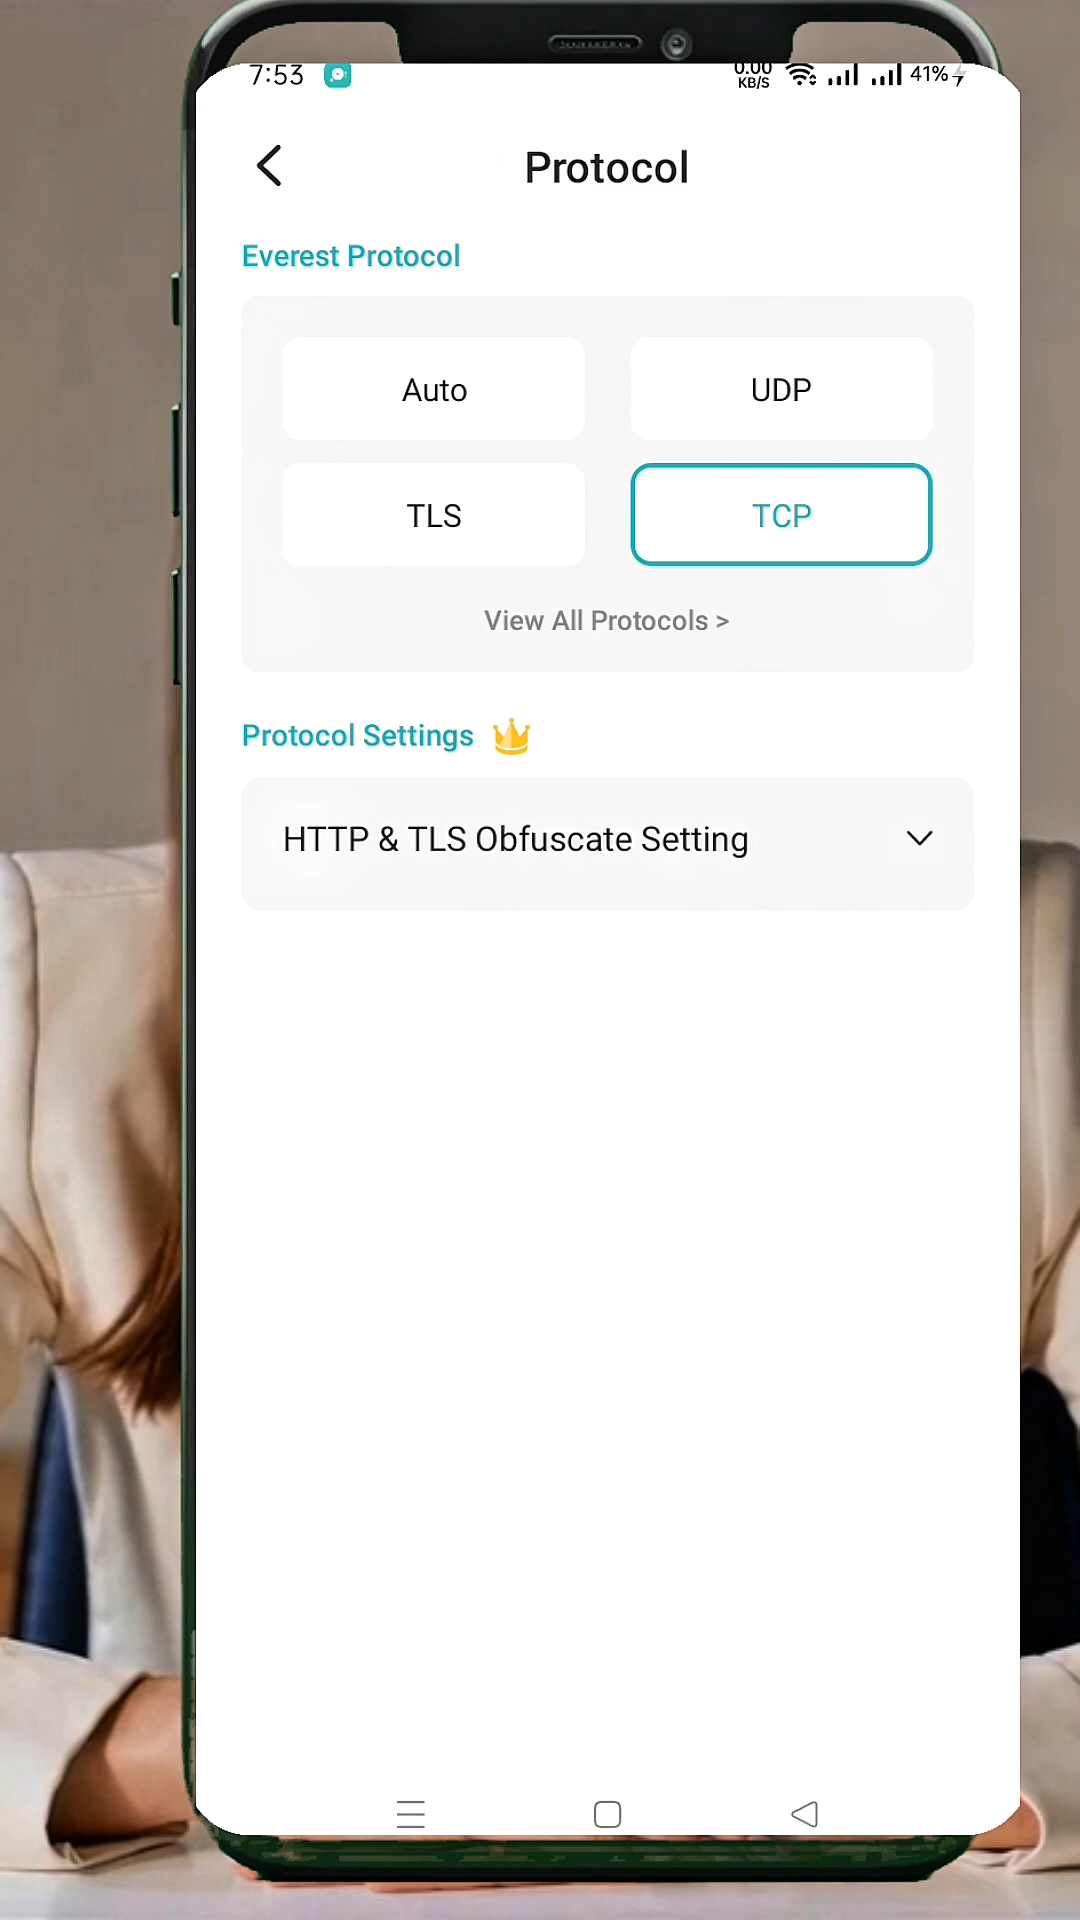 7:53
0.00
KB/S
41%
Protocol
Everest Protocol
Auto
UDP
TLS
TCP
View All Protocols >
Protocol Settings
HTTP & TLS Obfuscate Setting